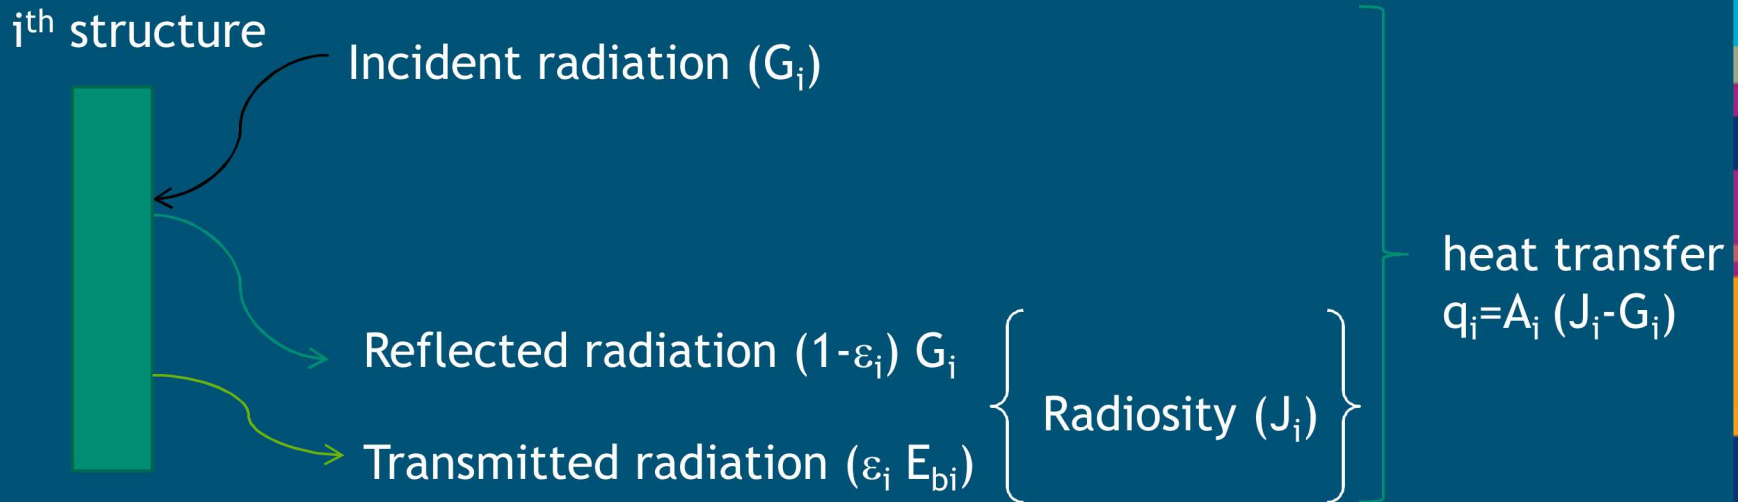 iᵗʰ structure
Incident radiation (Gᵢ)
Reflected radiation (1-εᵢ) Gᵢ
Transmitted radiation (εᵢ E_bi)
Radiosity (Jᵢ)
heat transfer
qᵢ=Aᵢ (Jᵢ-Gᵢ)